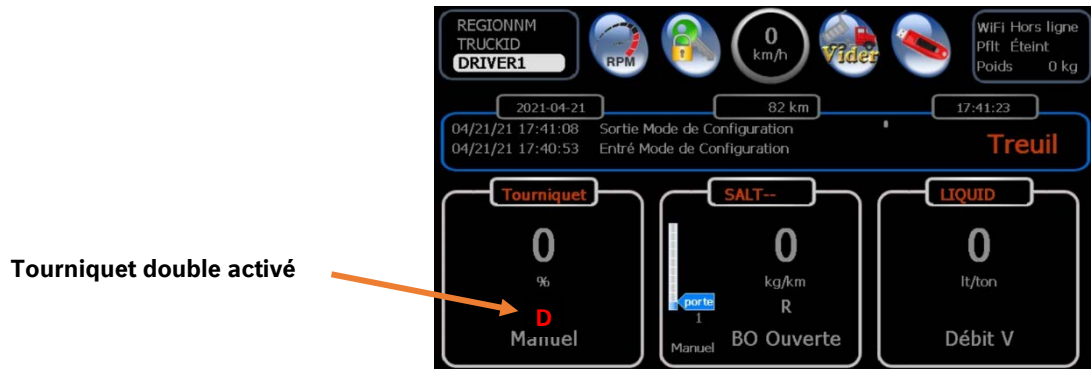 REGIONNM
TRUCKID
DRIVER1
RPM
0
km/h
Vider
WiFi Hors ligne
Pflt Éteint
Poids 0 kg
2021-04-21
82 km
17:41:23
04/21/21 17:41:08 Sortie Mode de Configuration
04/21/21 17:40:53 Entré Mode de Configuration
Treuil
Tourniquet
0
%
D
Manuel
SALT--
0
kg/km
porte
1
R
Manuel
BO Ouverte
LIQUID
0
lt/ton
Débit V
Tourniquet double activé